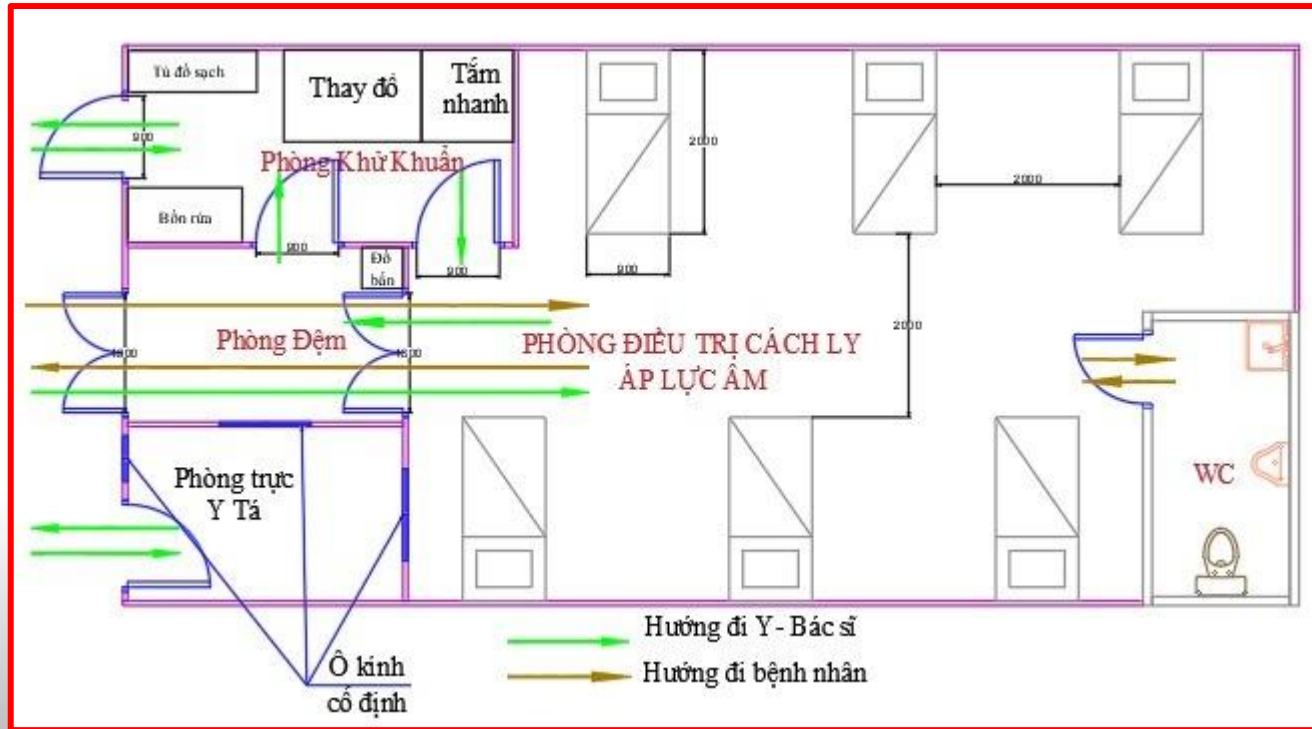 Tủ đồ sạch
Thay đồ
Tắm
nhanh
900
Phòng Khử Khuẩn
2000
2000
Bồn rửa
900
Đồ
bẩn
900
900
Phòng Đệm
PHÒNG ĐIỀU TRỊ CÁCH LY
ÁP LỰC ÂM
2000
Phòng trực
Y Tá
WC
Hướng đi Y - Bác sĩ
Hướng đi bệnh nhân
Ô kính
cố định